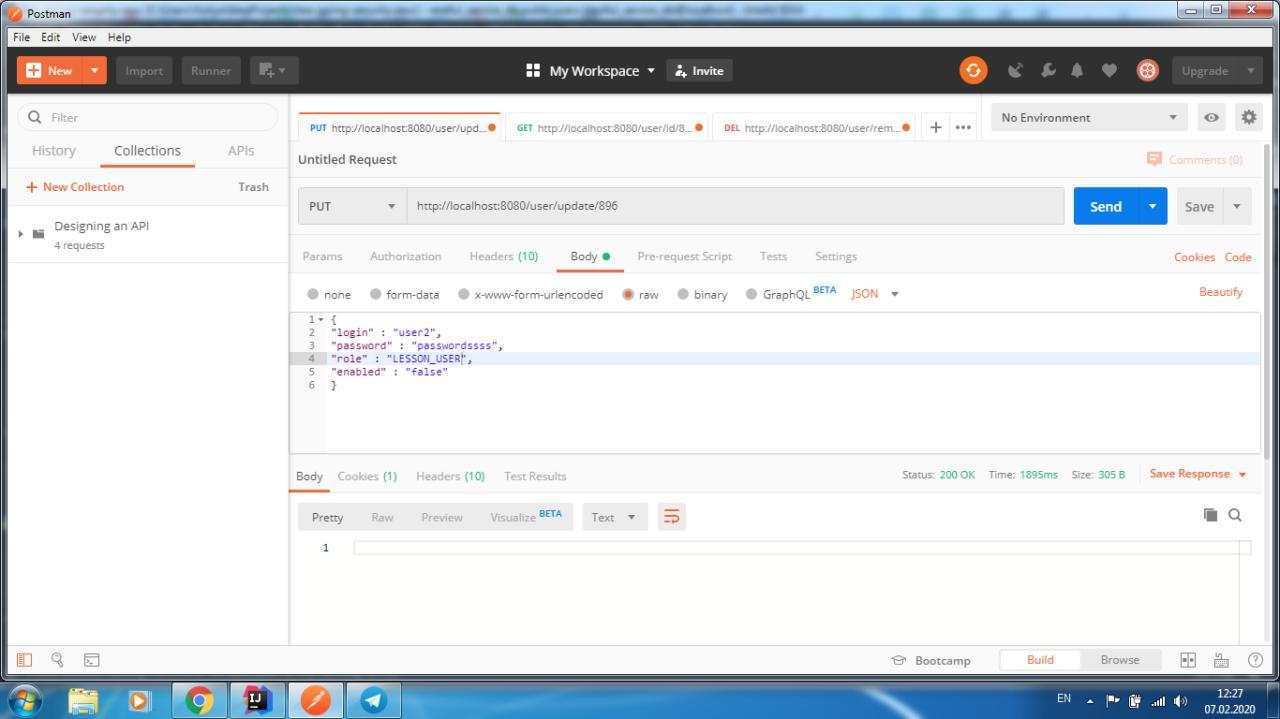 Postman
File Edit View Help
New Import Runner My Workspace Invite Upgrade
Filter
History Collections APIs
New Collection Trash
Designing an API
4 requests
PUT http://localhost:8080/user/upd... GET http://localhost:8080/user/id/8... DEL http://localhost:8080/user/rem...
No Environment
Untitled Request
Comments (0)
PUT http://localhost:8080/user/update/896 Send Save
Params Authorization Headers (10) Body Pre-request Script Tests Settings Cookies Code
none form-data x-www-form-urlencoded raw binary GraphQL BETA JSON Beautify
1 {
2 "login" : "user2",
3 "password" : "passwordssss",
4 "role" : "LESSON_USER",
5 "enabled" : "false"
6 }
Body Cookies (1) Headers (10) Test Results Status: 200 OK Time: 1895ms Size: 305 B Save Response
Pretty Raw Preview Visualize BETA Text
1
Bootcamp Build Browse
EN
12:27
07.02.2020